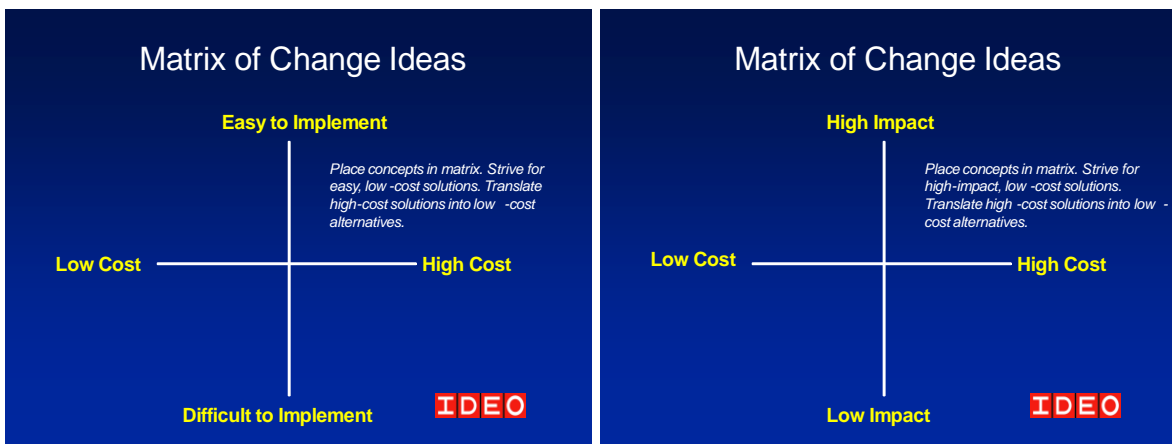 Matrix of Change Ideas
Easy to Implement
Place concepts in matrix. Strive for
easy, low -cost solutions. Translate
high-cost solutions into low -cost
alternatives.
Low Cost
High Cost
Difficult to Implement
IDEO
Matrix of Change Ideas
High Impact
Place concepts in matrix. Strive for
high-impact, low -cost solutions.
Translate high -cost solutions into low -
cost alternatives.
Low Cost
High Cost
Low Impact
IDEO